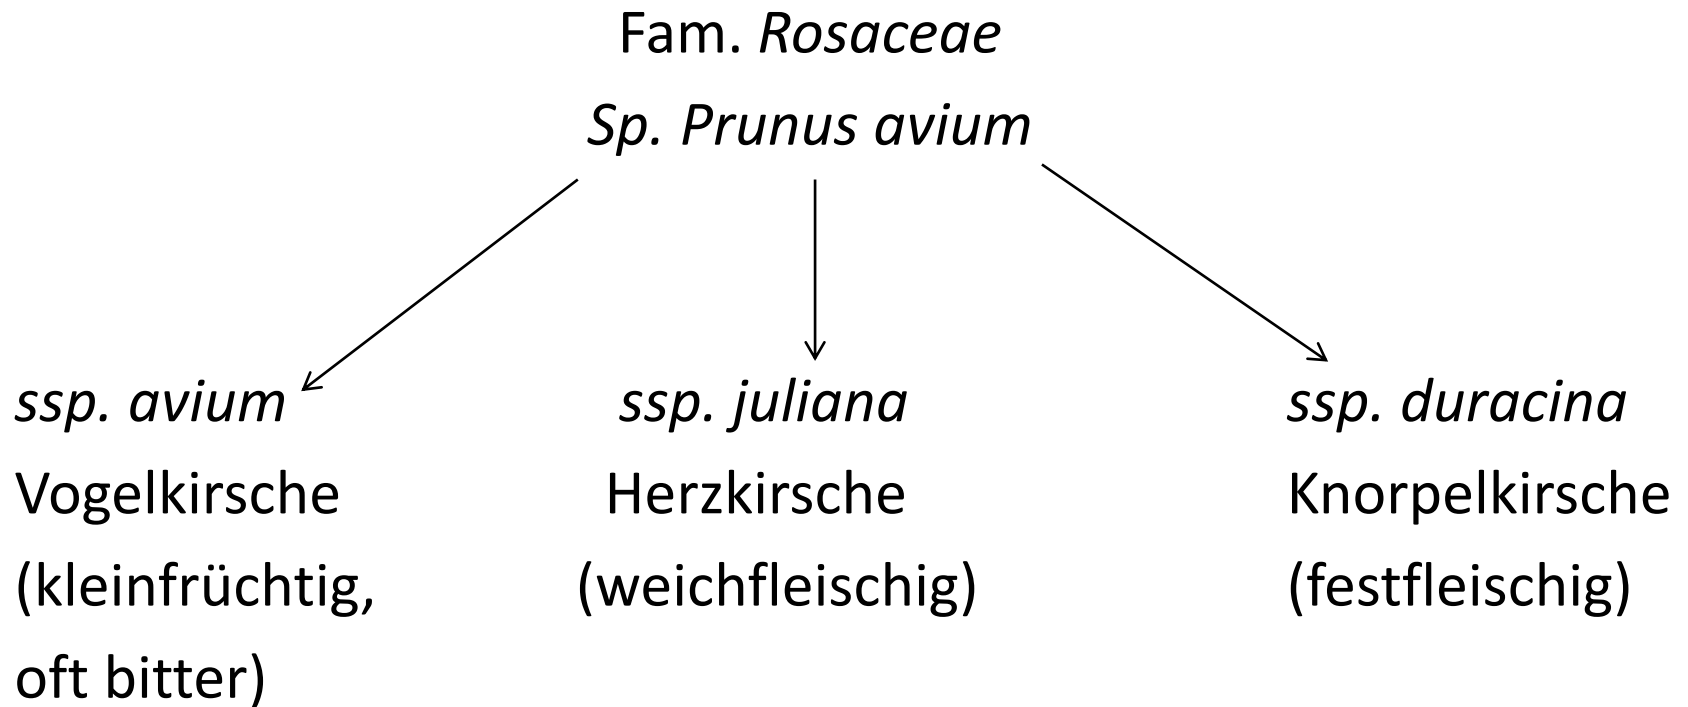 Fam. Rosaceae
Sp. Prunus avium
ssp. avium
Vogelkirsche
(kleinfrüchtig,
oft bitter)
ssp. juliana
Herzkirsche
(weichfleischig)
ssp. duracina
Knorpelkirsche
(festfleischig)